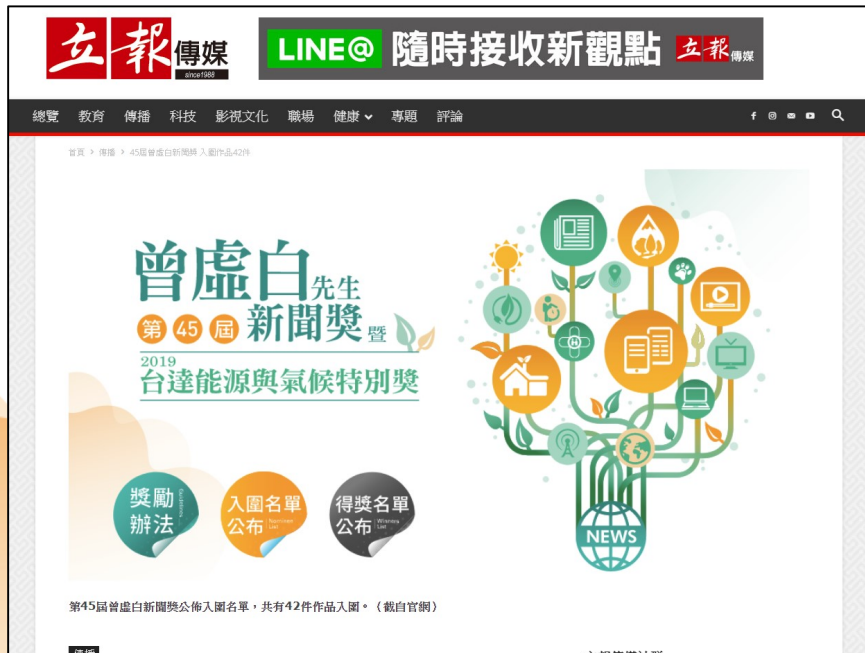 立報傳媒
since1988
LINE@ 隨時接收新觀點 立報傳媒
總覽 教育 傳播 科技 影視文化 職場 健康 專題 評論
首頁 > 傳播 > 45屆曾虛白新聞獎 入圍作品42件
曾虛白先生
第45屆 新聞獎暨
2019
台達能源與氣候特別獎
獎勵
辦法
入圍名單
公布 Nominee List
得獎名單
公布 Winners List
NEWS
第45屆曾虛白新聞獎公佈入圍名單，共有42件作品入圍。（截自官網）
傳播